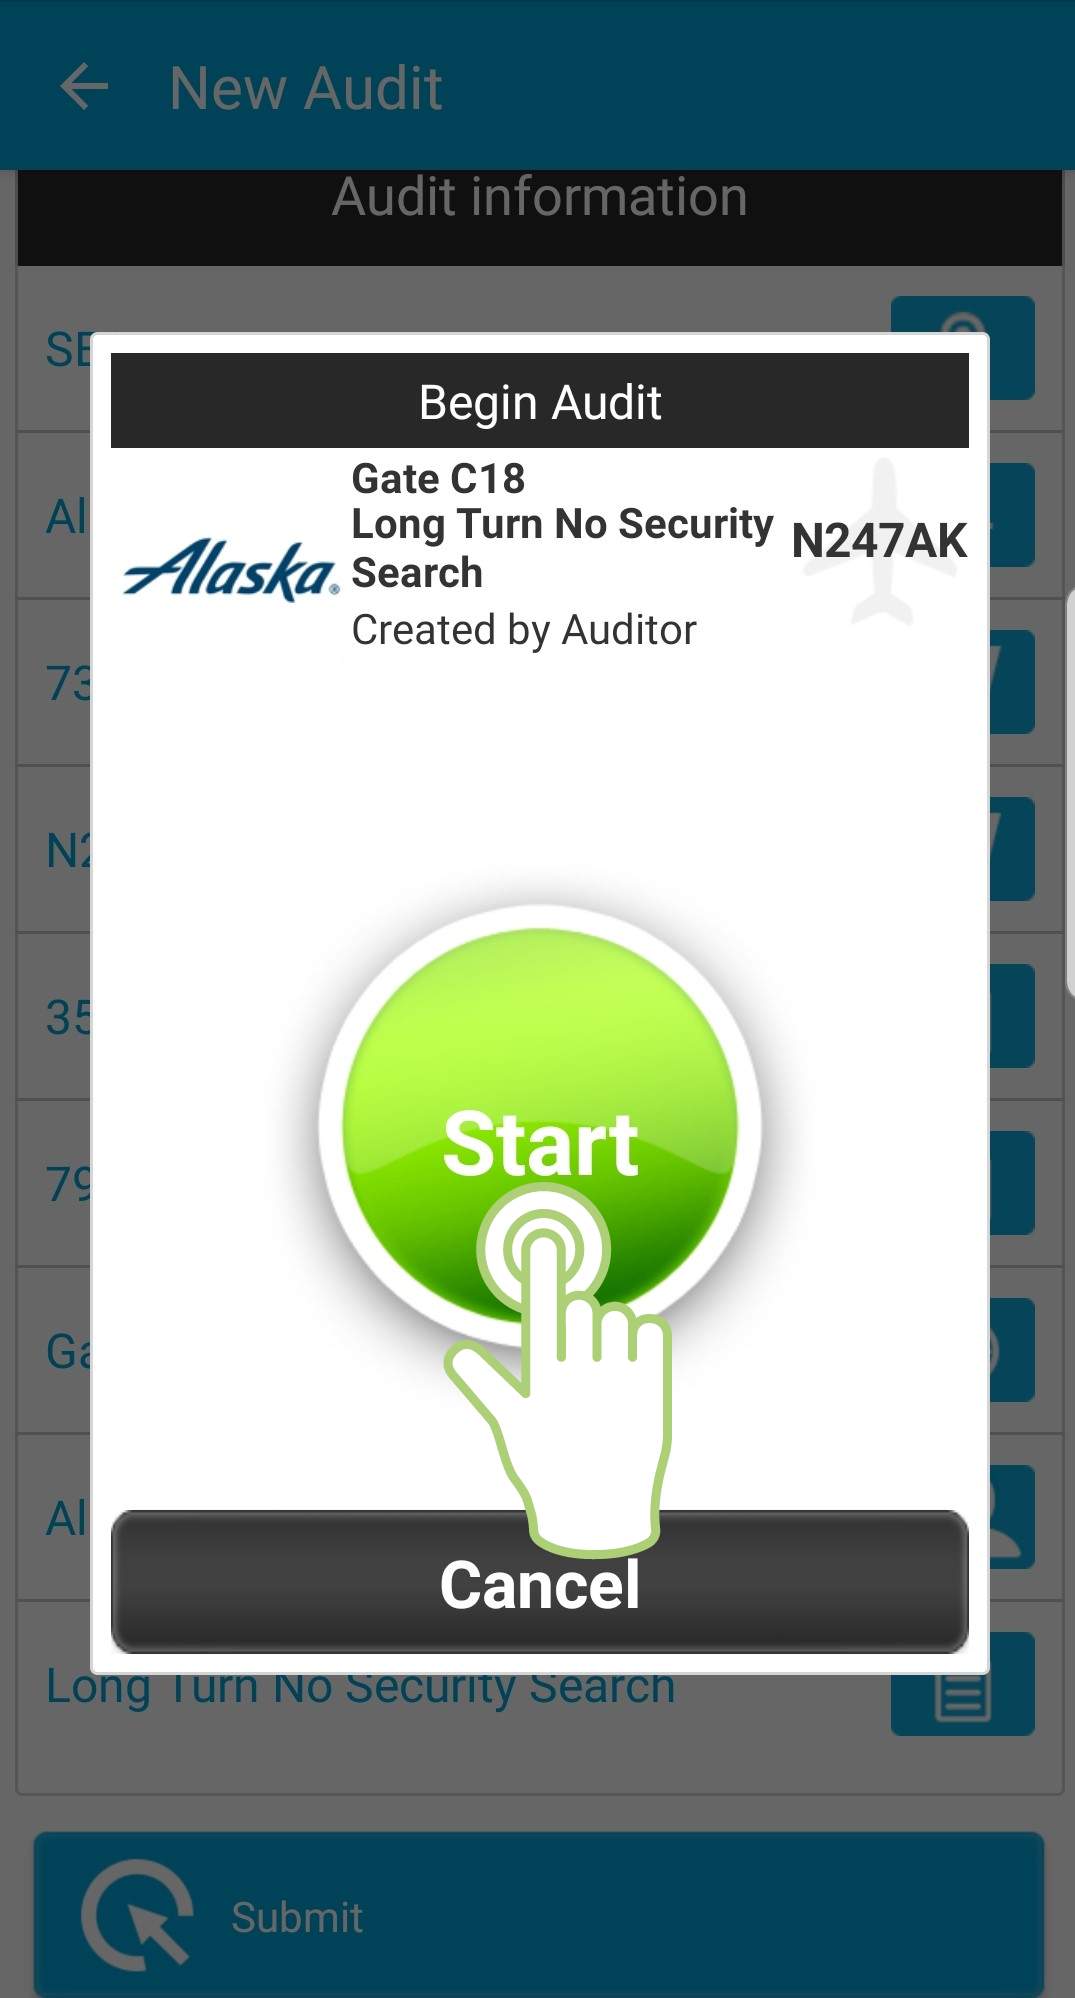 New Audit
Audit information
SE
Begin Audit
Gate C18
Long Turn No Security
Search
Created by Auditor
Alaska®
N247AK
Al
73
N2
35
Start
79
Ga
Al
Cancel
Long Turn No Security Search
Submit